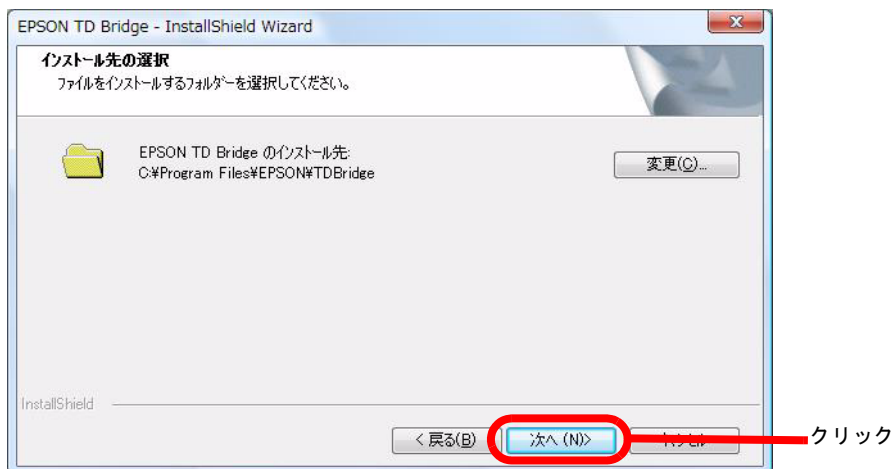 EPSON TD Bridge - InstallShield Wizard
インストール先の選択
ファイルをインストールするフォルダーを選択してください。
EPSON TD Bridge のインストール先:
C:¥Program Files¥EPSON¥TDBridge
変更(C)...
InstallShield
< 戻る(B)
次へ (N)>
クリック